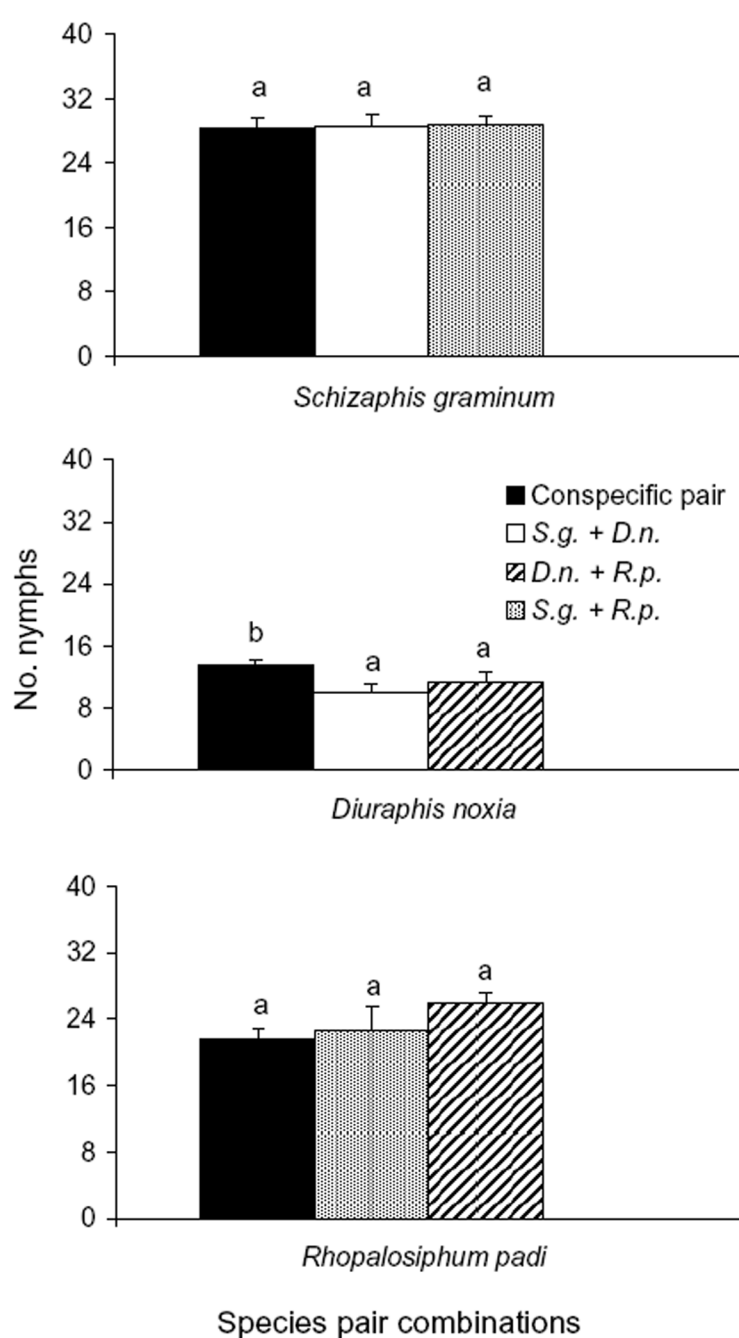 40
a a a
32
24
16
8
0
Schizaphis graminum
40
Conspecific pair
32
S.g. + D.n.
24
D.n. + R.p.
S.g. + R.p.
16
b a a
8
0
No. nymphs
Diuraphis noxia
40
32
a a a
24
16
8
0
Rhopalosiphum padi
Species pair combinations